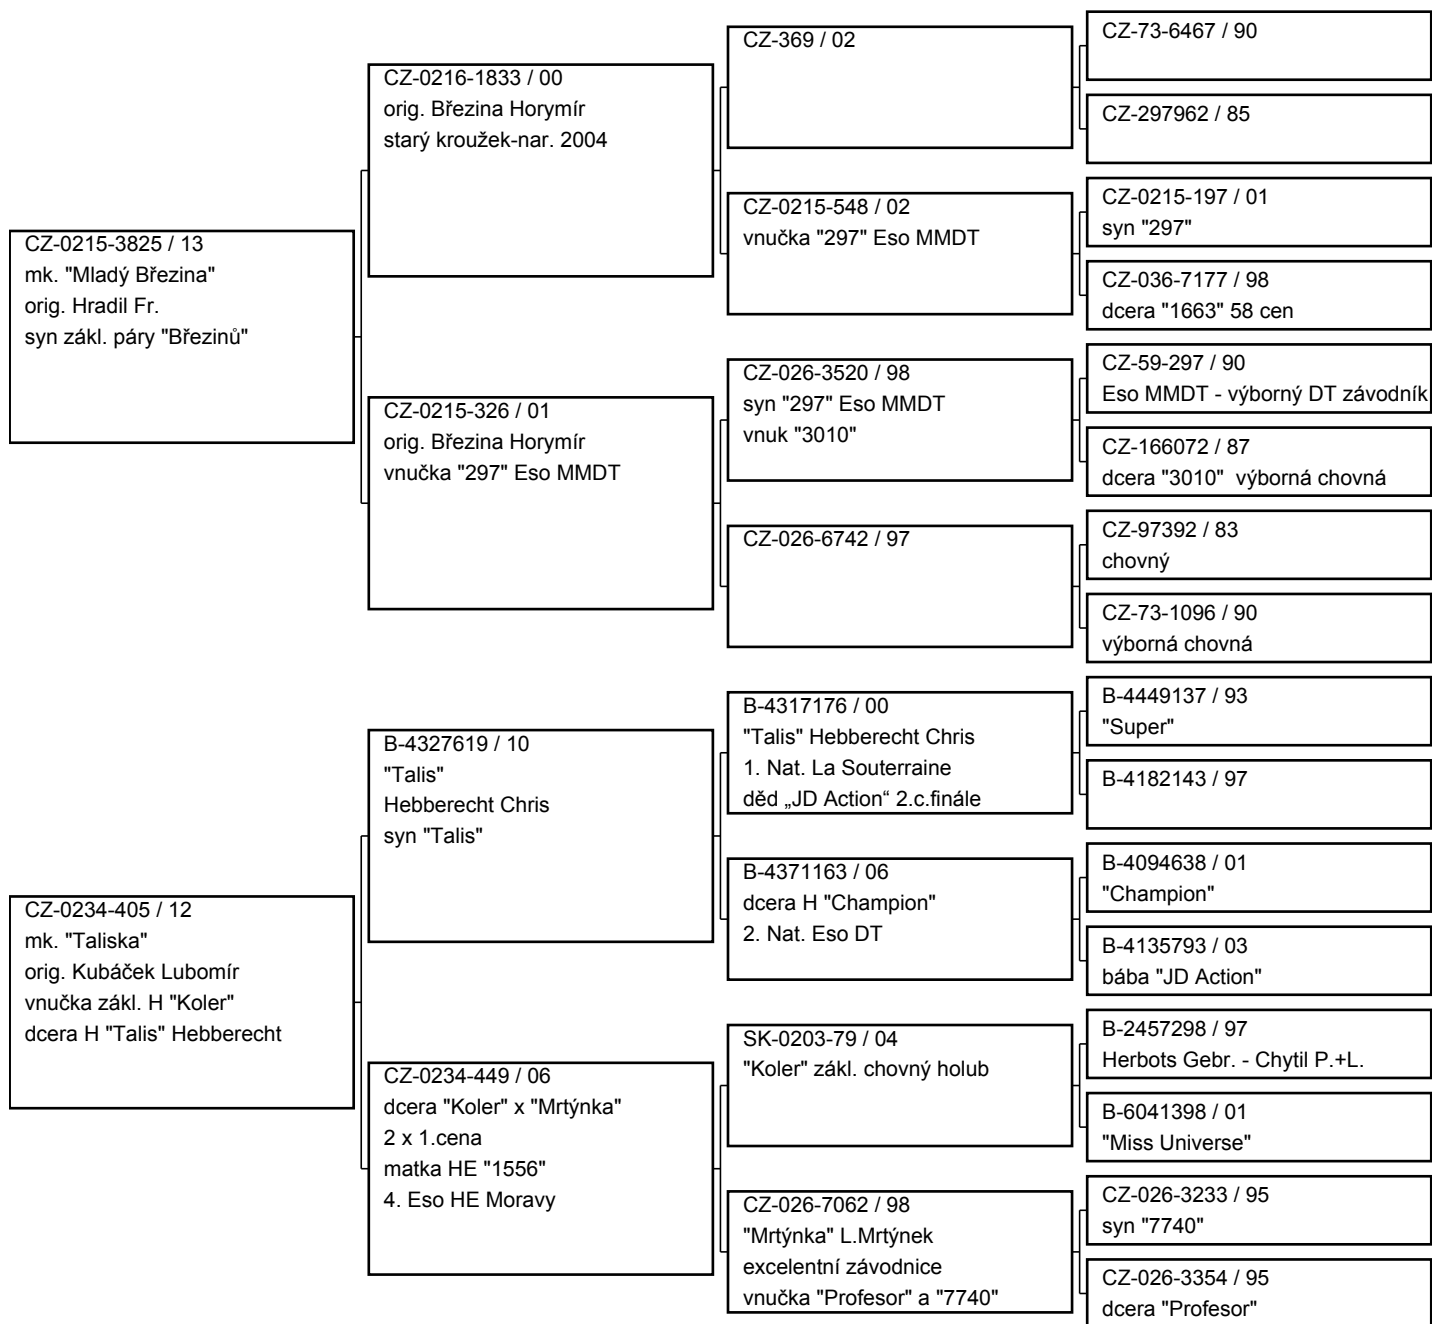 CZ-0215-3825 / 13
mk. "Mladý Březina"
orig. Hradil Fr.
syn zákl. páry "Březinů"
CZ-0234-405 / 12
mk. "Taliska"
orig. Kubáček Lubomír
vnučka zákl. H "Koler"
dcera H "Talis" Hebberecht
CZ-0216-1833 / 00
orig. Březina Horymír
starý kroužek-nar. 2004
CZ-0215-326 / 01
orig. Březina Horymír
vnučka "297" Eso MMDT
B-4327619 / 10
"Talis"
Hebberecht Chris
syn "Talis"
CZ-0234-449 / 06
dcera "Koler" x "Mrtýnka"
2 x 1.cena
matka HE "1556"
4. Eso HE Moravy
CZ-369 / 02
CZ-0215-548 / 02
vnučka "297" Eso MMDT
CZ-026-3520 / 98
syn "297" Eso MMDT
vnuk "3010"
CZ-026-6742 / 97
B-4317176 / 00
"Talis" Hebberecht Chris
1. Nat. La Souterraine
děd „JD Action“ 2.c.finále
B-4371163 / 06
dcera H "Champion"
2. Nat. Eso DT
SK-0203-79 / 04
"Koler" zákl. chovný holub
CZ-026-7062 / 98
"Mrtýnka" L.Mrtýnek
excelentní závodnice
vnučka "Profesor" a "7740"
CZ-73-6467 / 90
CZ-297962 / 85
CZ-0215-197 / 01
syn "297"
CZ-036-7177 / 98
dcera "1663" 58 cen
CZ-59-297 / 90
Eso MMDT - výborný DT závodník
CZ-166072 / 87
dcera "3010"  výborná chovná
CZ-97392 / 83
chovný
CZ-73-1096 / 90
výborná chovná
B-4449137 / 93
"Super"
B-4182143 / 97
B-4094638 / 01
"Champion"
B-4135793 / 03
bába "JD Action"
B-2457298 / 97
Herbots Gebr. - Chytil P.+L.
B-6041398 / 01
"Miss Universe"
CZ-026-3233 / 95
syn "7740"
CZ-026-3354 / 95
dcera "Profesor"